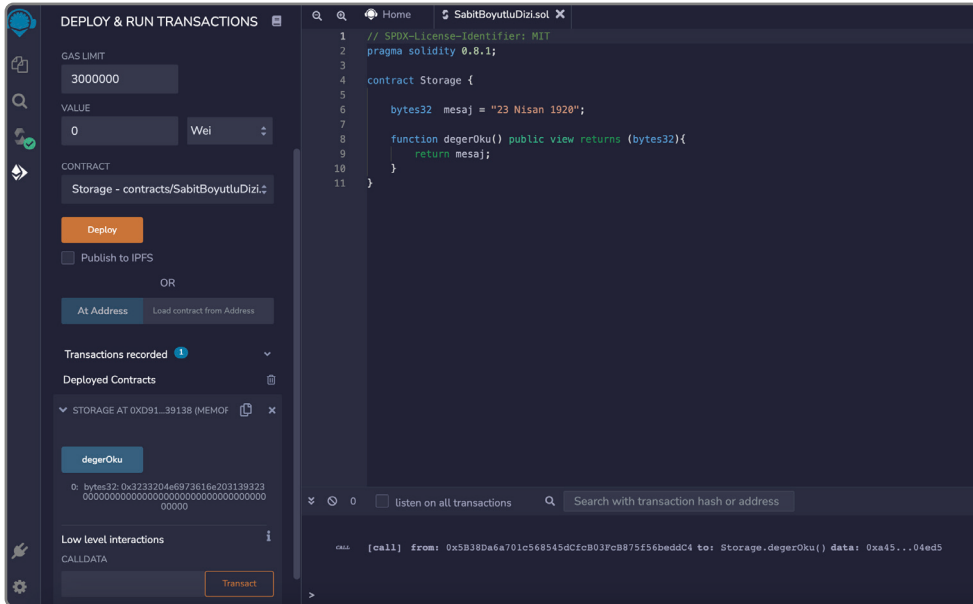 DEPLOY & RUN TRANSACTIONS
GAS LIMIT
3000000
VALUE
0
Wei
CONTRACT
Storage - contracts/SabitBoyutluDizi.
Deploy
Publish to IPFS
OR
At Address
Load contract from Address
Transactions recorded 1
Deployed Contracts
STORAGE AT 0XD91...39138 (MEMOF
degerOku
0: bytes32: 0x3233204e6973616e203139323
0000000000000000000000000000000000
00000
Low level interactions
i
CALLDATA
Transact
Home
SabitBoyutluDizi.sol
1 // SPDX-License-Identifier: MIT
2 pragma solidity 0.8.1;
3
4 contract Storage {
5
6 bytes32 mesaj = "23 Nisan 1920";
7
8 function degerOku() public view returns (bytes32){
9 return mesaj;
10 }
11 }
0
listen on all transactions
Search with transaction hash or address
CALL [call] from: 0x5B38Da6a701c568545dCfcB03FcB875f56beddC4 to: Storage.degerOku() data: 0xa45...04ed5
>